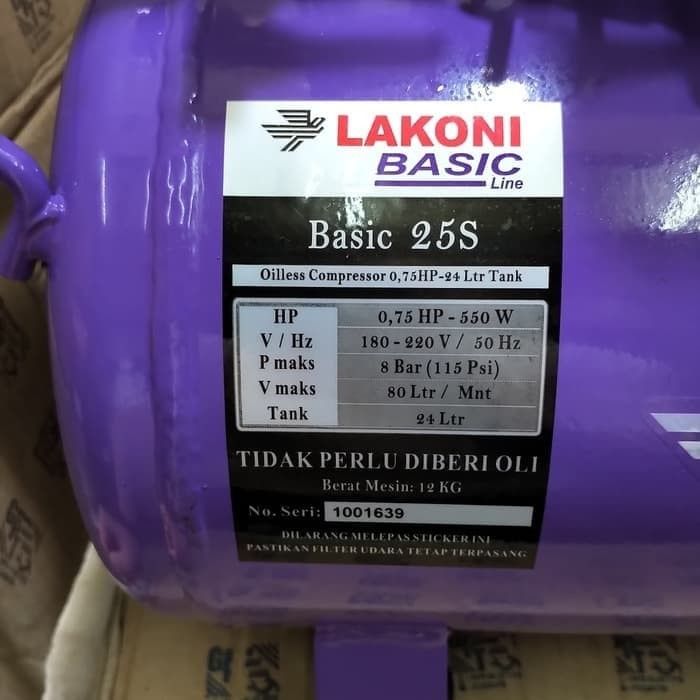 LAKONI
BASIC
Line
Basic 25S
Oilless Compressor 0,75HP-24 Ltr Tank
HP 0,75 HP - 550 W
V / Hz 180 - 220 V / 50 Hz
P maks 8 Bar (115 Psi)
V maks 80 Ltr / Mnt
Tank 24 Ltr
TIDAK PERLU DIBERI OLI
Berat Mesin: 12 KG
No. Seri: 1001639
DILARANG MELEPAS STICKER INI
PASTIKAN FILTER UDARA TETAP TERPASANG